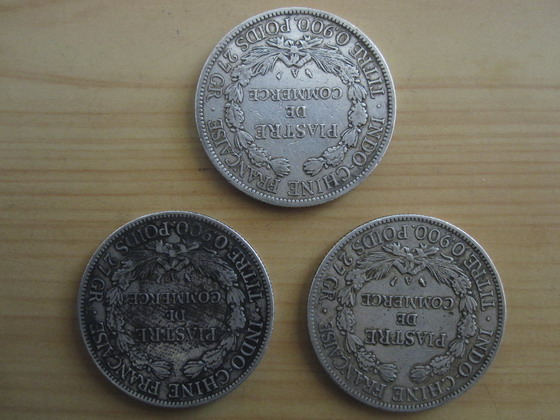 INDO-CHINE FRANÇAISE
PIASTRE
DE
COMMERCE
A
TITRE 0.900. POIDS 27 GR.
INDO-CHINE FRANÇAISE
PIASTRE
DE
COMMERCE
TITRE 0.900. POIDS 27 GR.
INDO-CHINE FRANÇAISE
PIASTRE
DE
COMMERCE
A
TITRE 0.900. POIDS 27 GR.